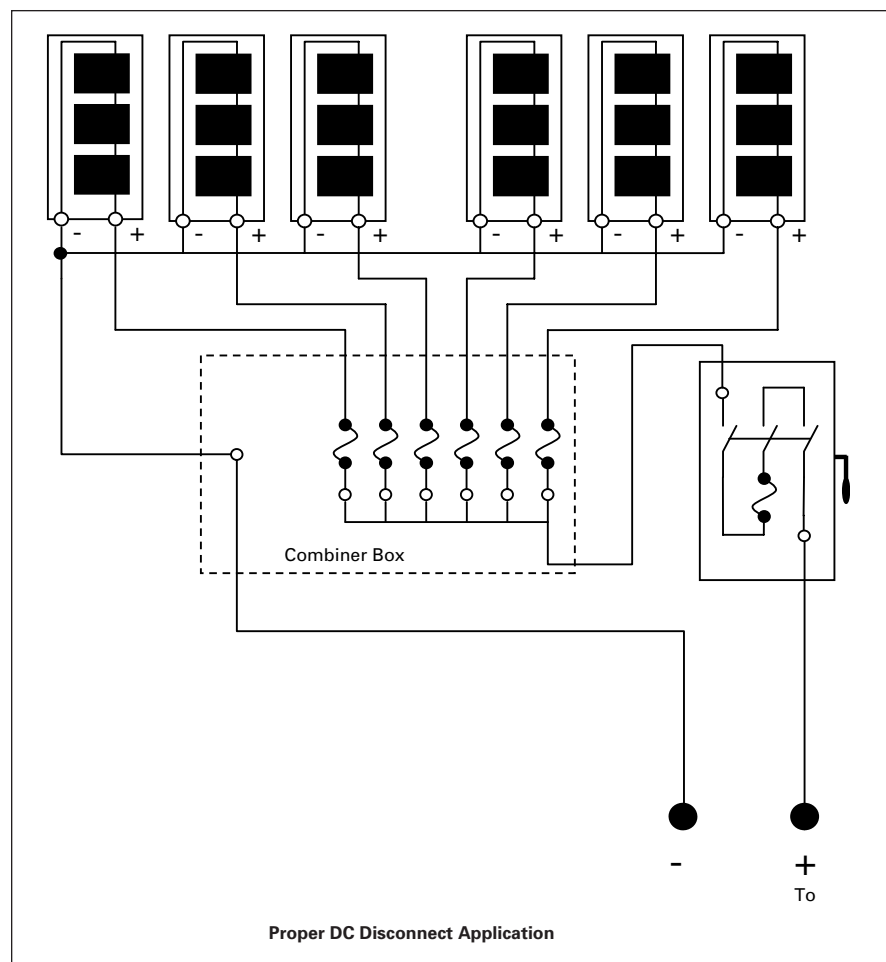 - + - + - + - + - + - +
Combiner Box
- +
To
Proper DC Disconnect Application